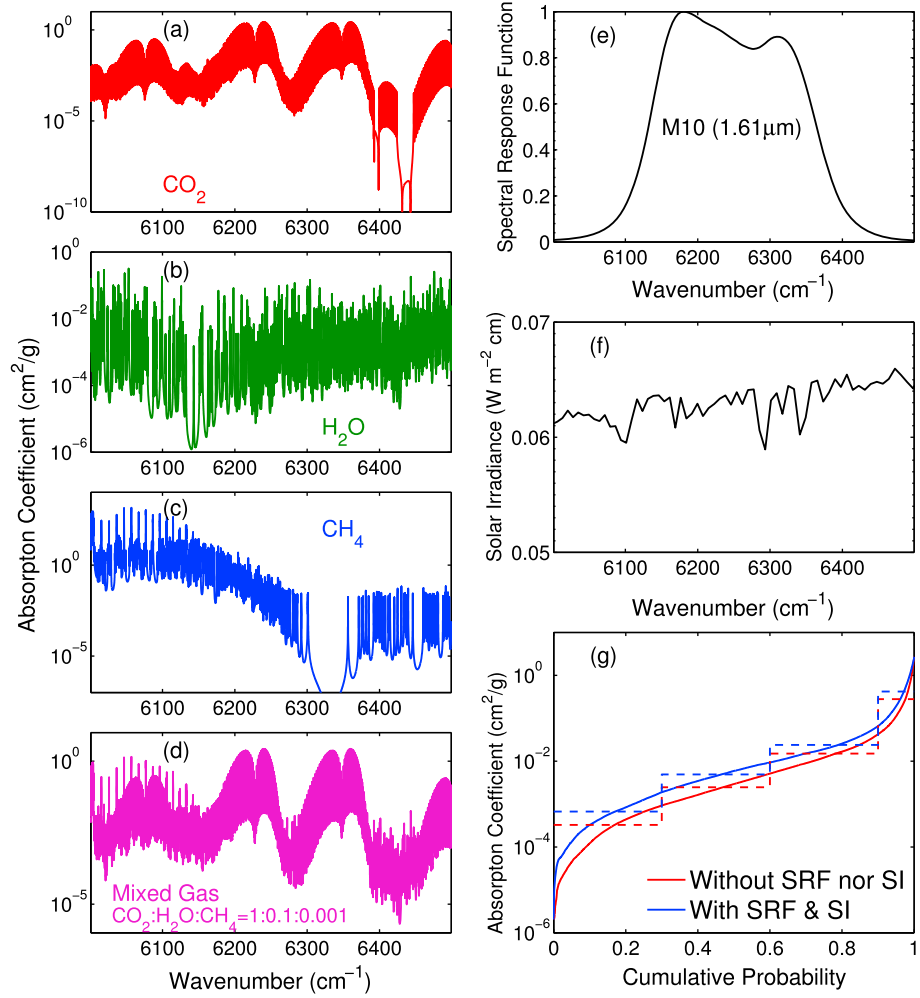 (a)
10^0
10^-5
10^-10
CO2
6100 6200 6300 6400
(b)
10^0
10^-2
10^-4
10^-6
H2O
6100 6200 6300 6400
Absorpton Coefficient (cm²/g)
(c)
10^0
10^-5
CH4
6100 6200 6300 6400
(d)
10^0
10^-5
Mixed Gas
CO2:H2O:CH4=1:0.1:0.001
6100 6200 6300 6400
Wavenumber (cm⁻¹)
(e)
Spectral Response Function
1
0.8
0.6
0.4
0.2
0
M10 (1.61μm)
6100 6200 6300 6400
Wavenumber (cm⁻¹)
(f)
Solar Irradiance (W m⁻² cm)
0.07
0.06
0.05
6100 6200 6300 6400
Wavenumber (cm⁻¹)
(g)
Absorpton Coefficient (cm²/g)
10^0
10^-2
10^-4
10^-6
Without SRF nor SI
With SRF & SI
0 0.2 0.4 0.6 0.8 1
Cumulative Probability